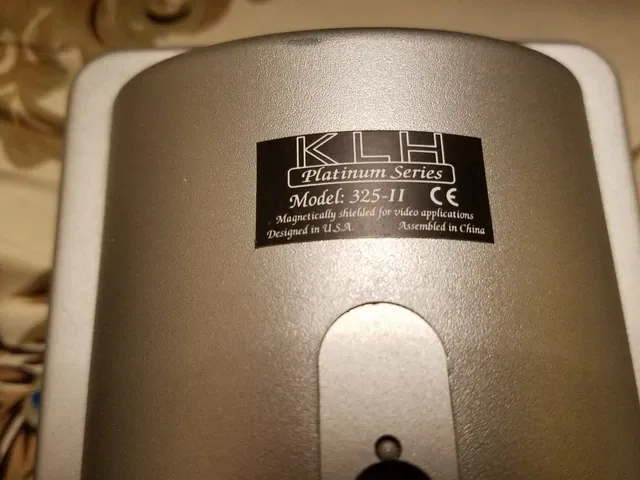 KLH
Platinum Series
Model: 325-II CE
Magnetically shielded for video applications
Designed in U.S.A. Assembled in China